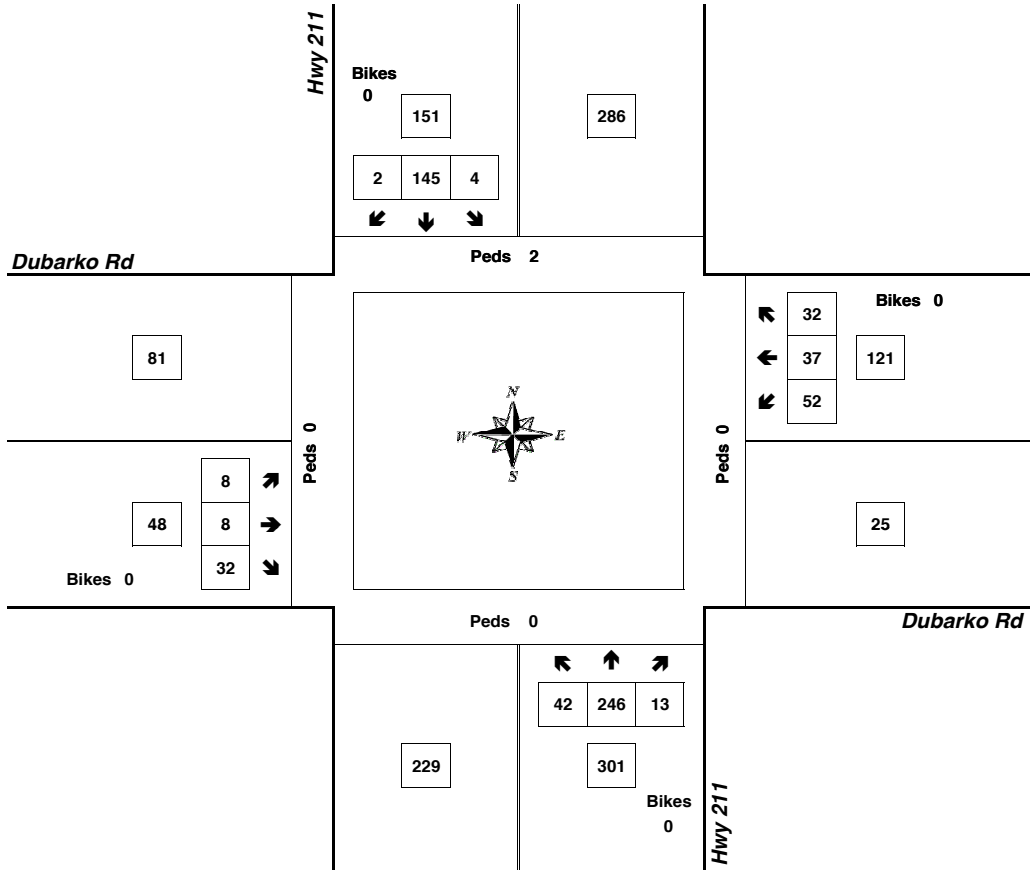 Hwy 211
Bikes
0
151
286
2 145 4
Peds 2
Dubarko Rd
Bikes 0
32
81
37
121
52
N
W E
S
Peds 0
Peds 0
8
48
8
25
32
Bikes 0
Peds 0
Dubarko Rd
42 246 13
229
301
Bikes
0
Hwy 211